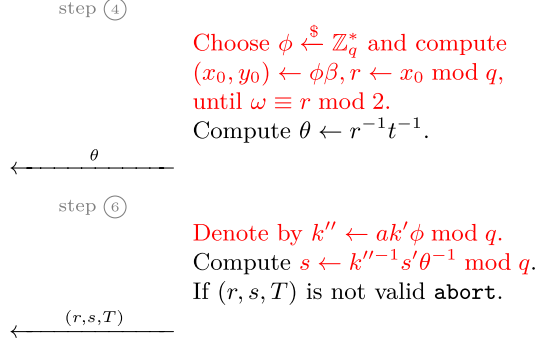 step ④
Choose ϕ ←$ ℤ*_q and compute
(x₀, y₀) ← ϕβ, r ← x₀ mod q,
until ω ≡ r mod 2.
Compute θ ← r⁻¹t⁻¹.
θ
step ⑥
Denote by k′′ ← ak′ϕ mod q.
Compute s ← k′′⁻¹s′θ⁻¹ mod q.
If (r, s, T) is not valid abort.
(r,s,T)